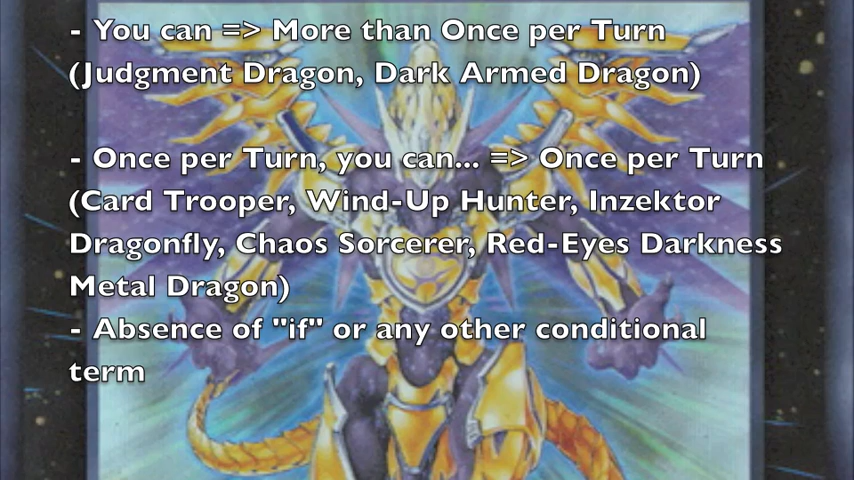 - You can => More than Once per Turn
(Judgment Dragon, Dark Armed Dragon)
- Once per Turn, you can... => Once per Turn
(Card Trooper, Wind-Up Hunter, Inzektor
Dragonfly, Chaos Sorcerer, Red-Eyes Darkness
Metal Dragon)
- Absence of "if" or any other conditional
term